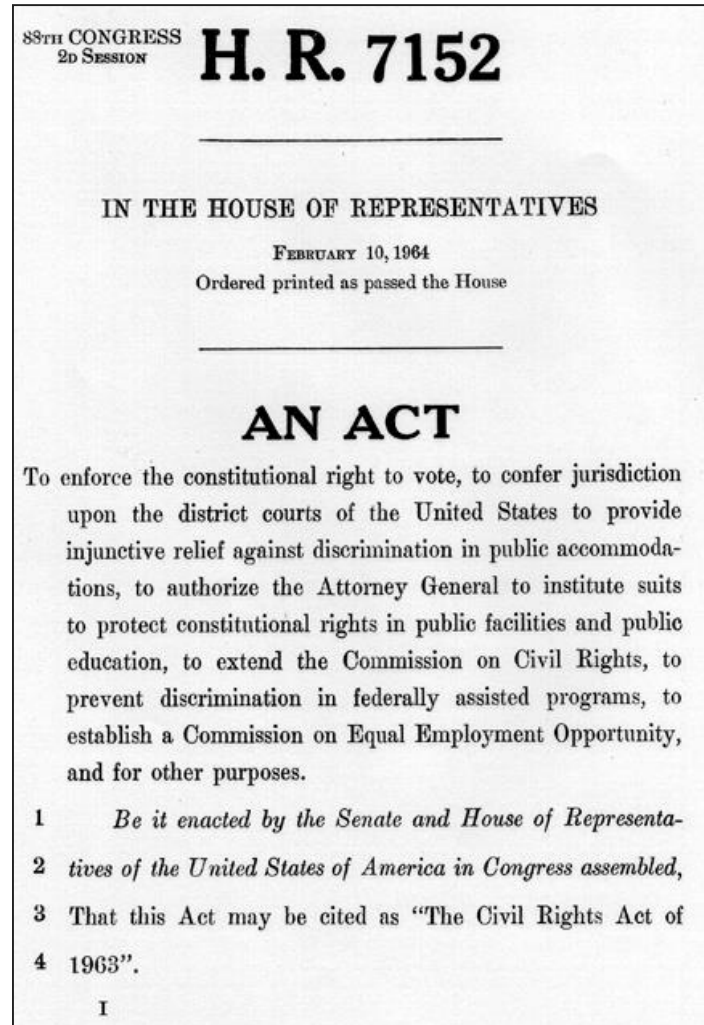 88TH CONGRESS
2D SESSION
H. R. 7152
IN THE HOUSE OF REPRESENTATIVES
FEBRUARY 10, 1964
Ordered printed as passed the House
AN ACT
To enforce the constitutional right to vote, to confer jurisdiction
upon the district courts of the United States to provide
injunctive relief against discrimination in public accommoda-
tions, to authorize the Attorney General to institute suits
to protect constitutional rights in public facilities and public
education, to extend the Commission on Civil Rights, to
prevent discrimination in federally assisted programs, to
establish a Commission on Equal Employment Opportunity,
and for other purposes.
1 Be it enacted by the Senate and House of Representa-
2 tives of the United States of America in Congress assembled,
3 That this Act may be cited as “The Civil Rights Act of
4 1963”.
I